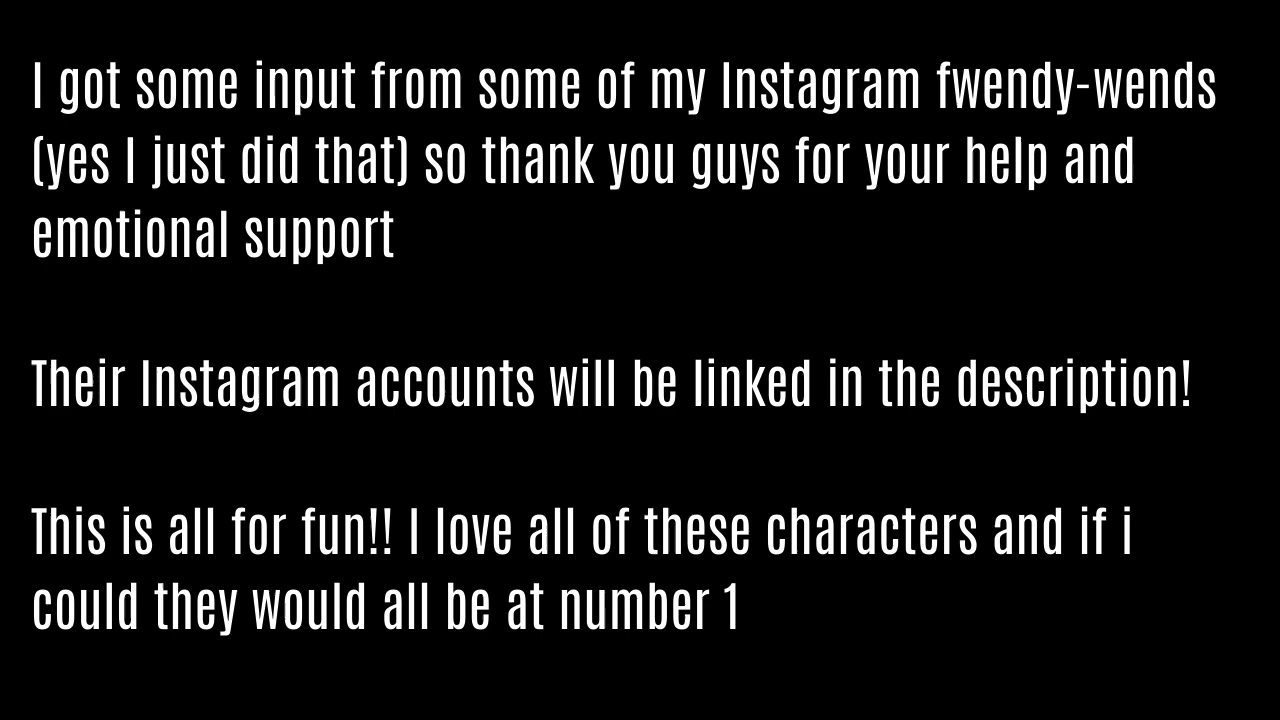 I got some input from some of my Instagram fwendy-wends
(yes I just did that) so thank you guys for your help and
emotional support
Their Instagram accounts will be linked in the description!
This is all for fun!! I love all of these characters and if i
could they would all be at number 1